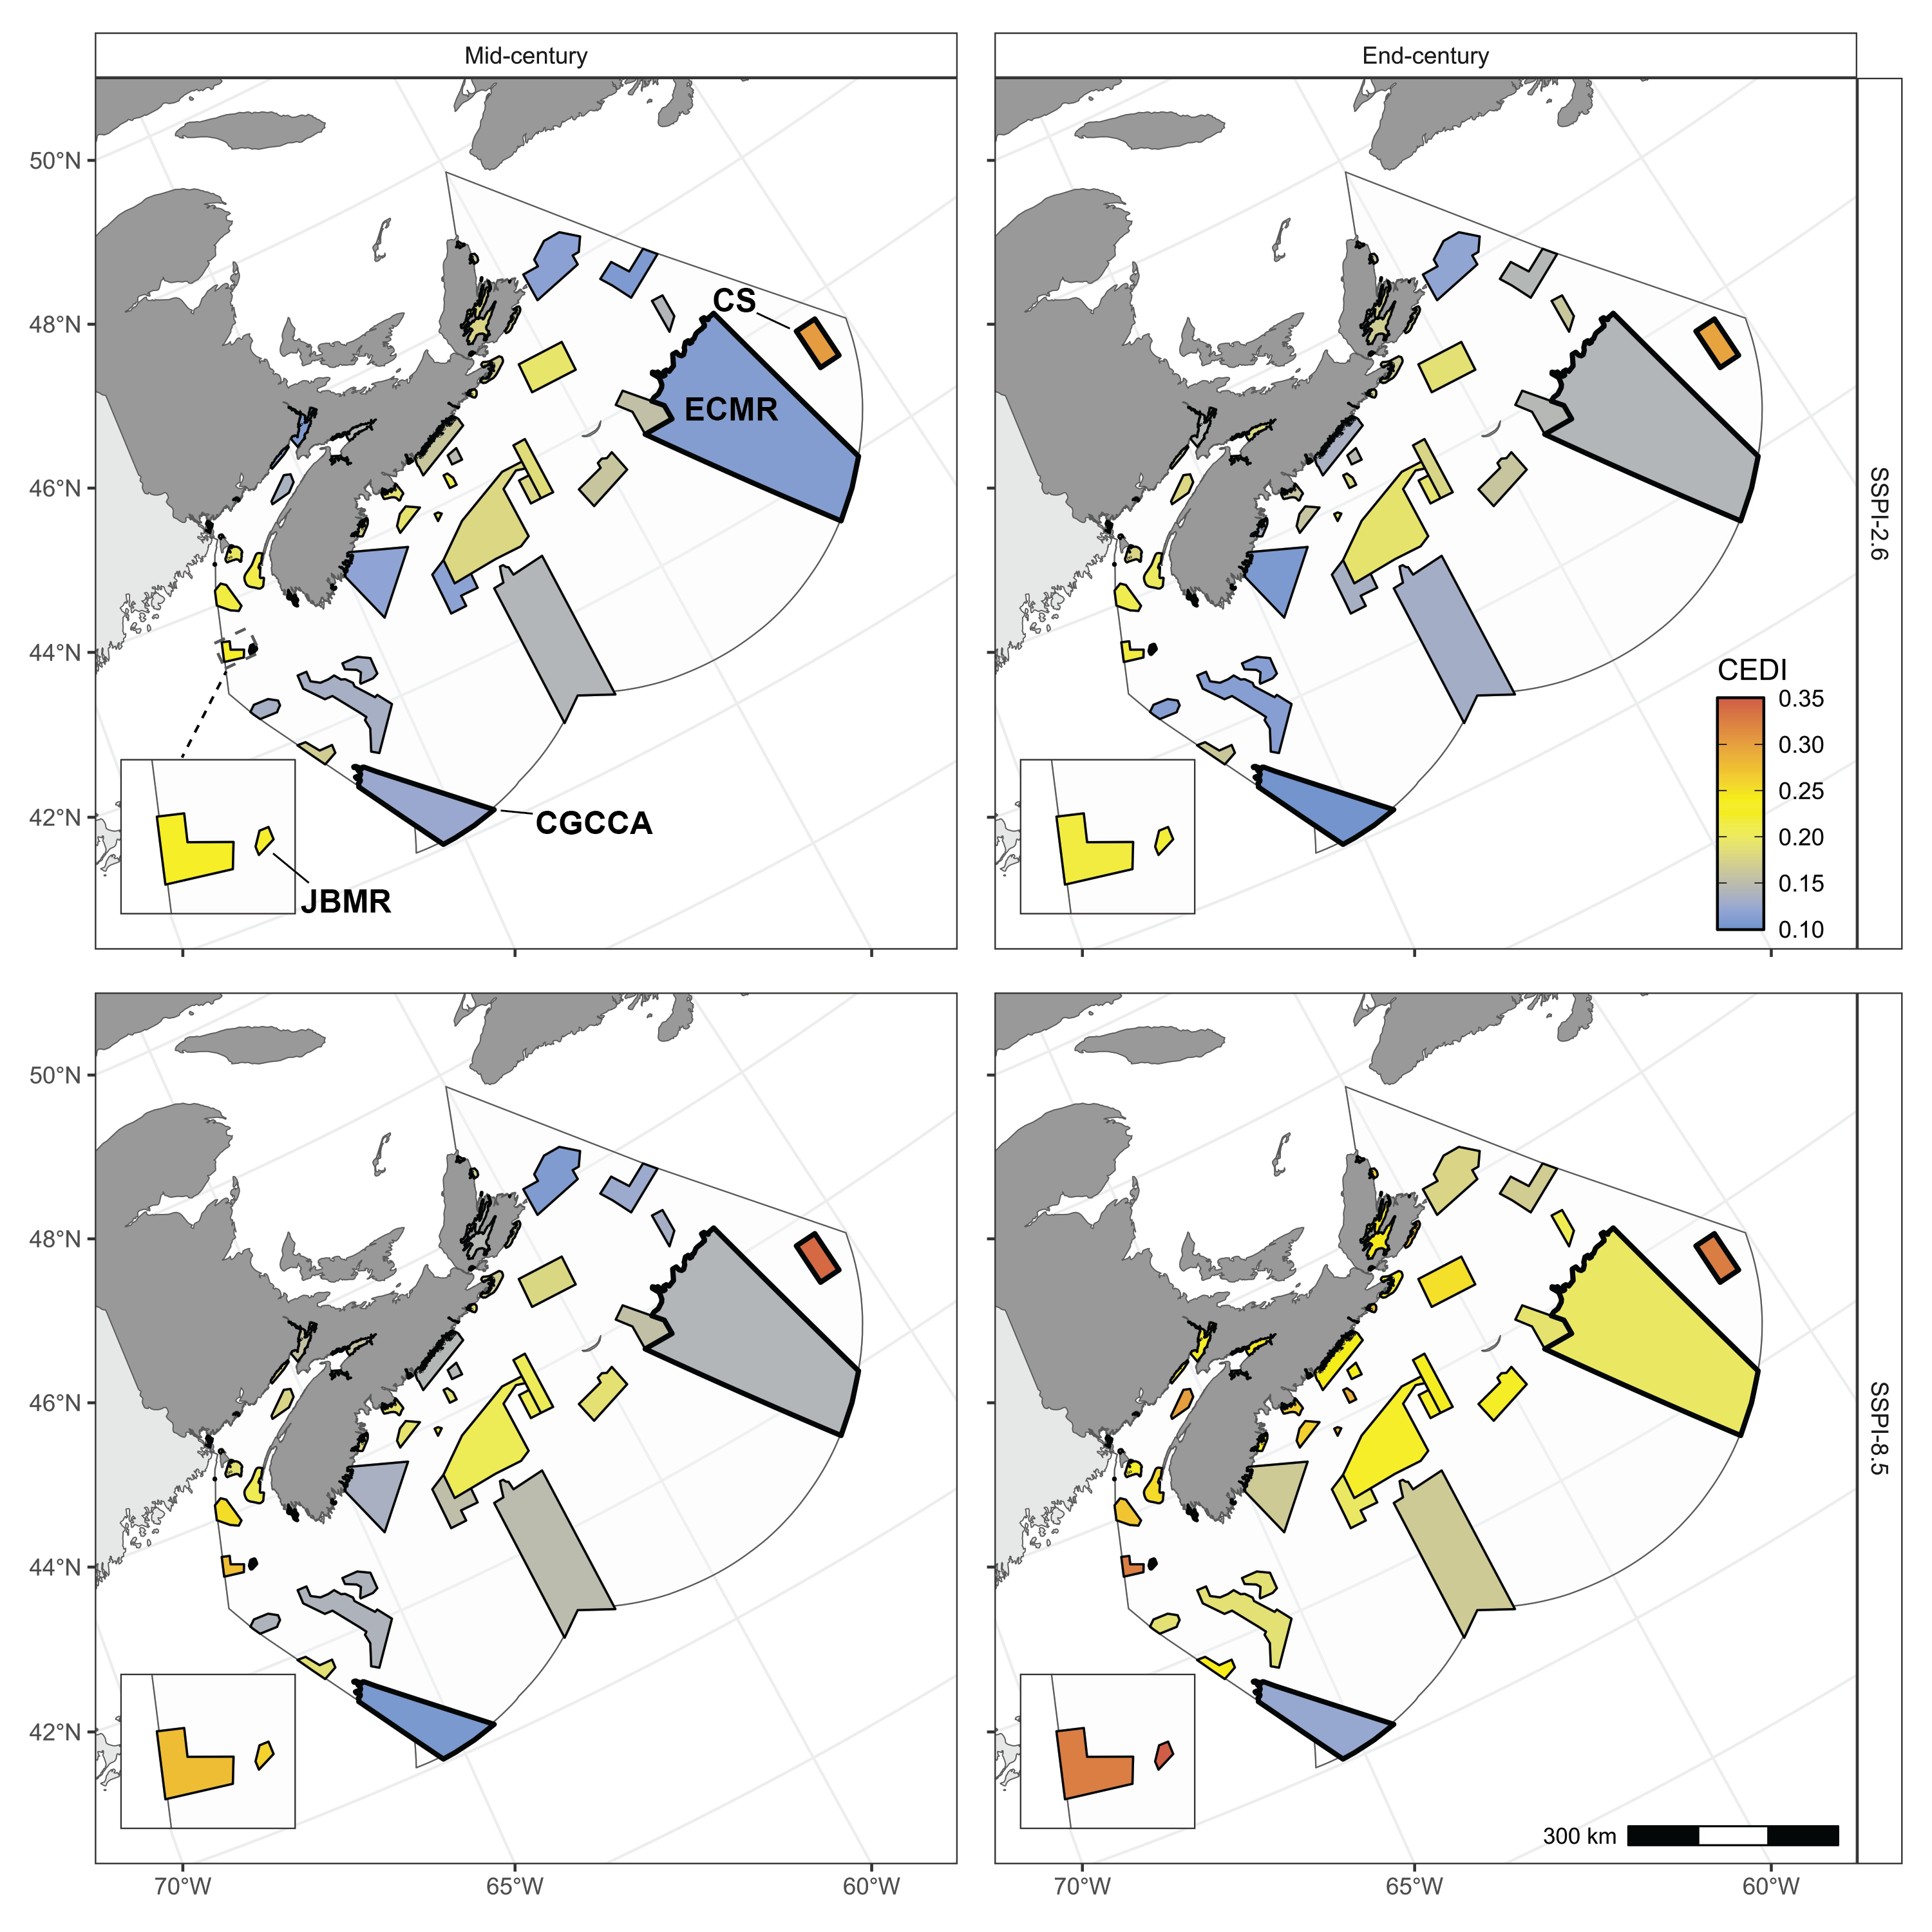 Mid-century
End-century
50°N
48°N
46°N
44°N
42°N
CS
ECMR
CGCCA
JBMR
SSPI-2.6
CEDI
0.35
0.30
0.25
0.20
0.15
0.10
50°N
48°N
46°N
44°N
42°N
SSPI-8.5
300 km
70°W
65°W
60°W
70°W
65°W
60°W